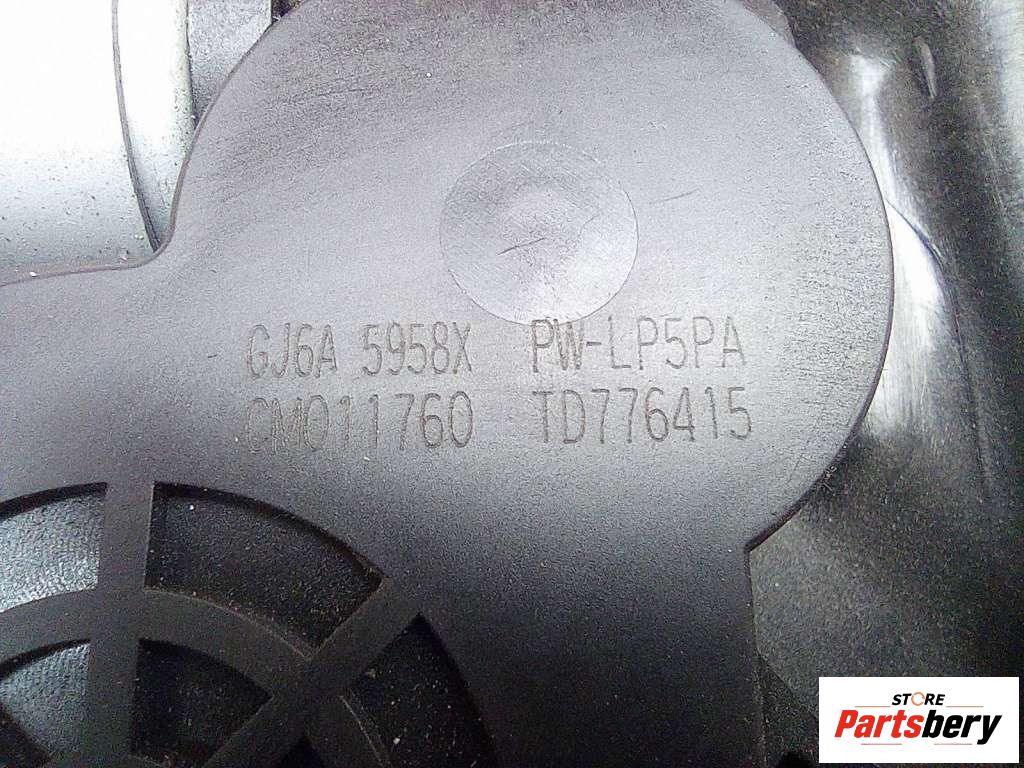 GJ6A 5958X PW-LP5PA
CM011760 TD776415
STORE
Partsbery